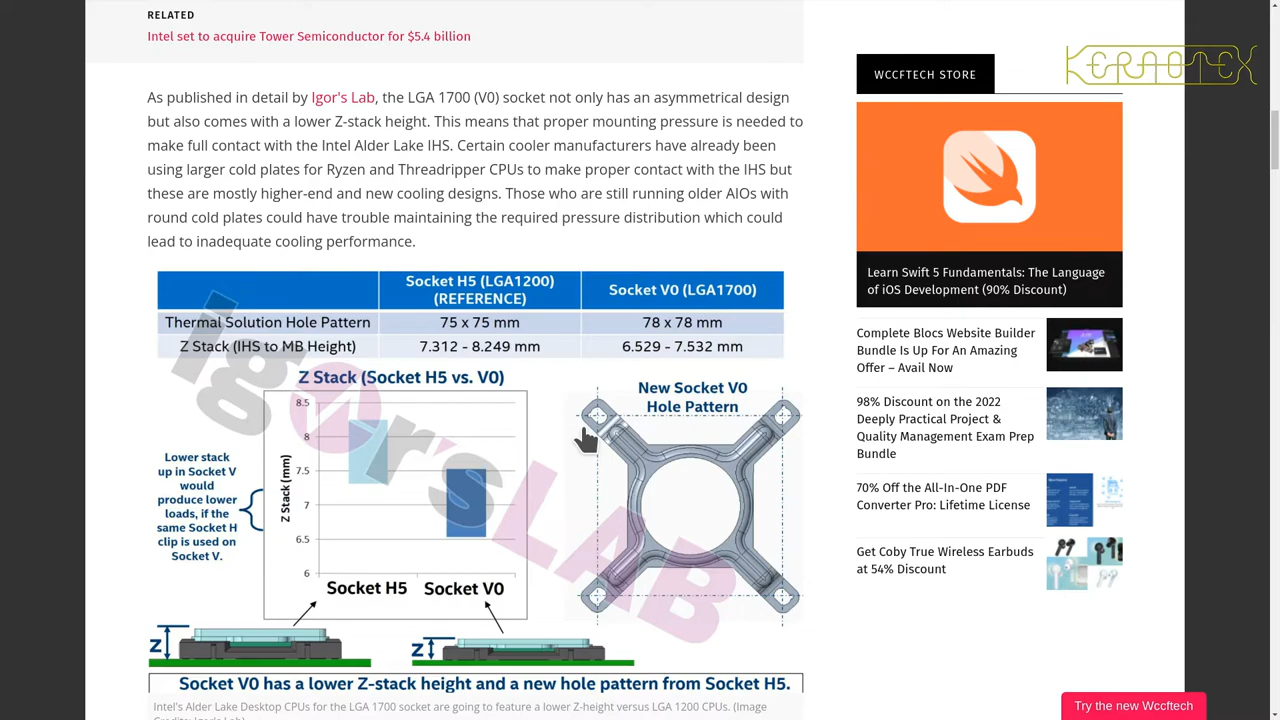 RELATED
Intel set to acquire Tower Semiconductor for $5.4 billion
As published in detail by Igor's Lab, the LGA 1700 (V0) socket not only has an asymmetrical design
but also comes with a lower Z-stack height. This means that proper mounting pressure is needed to
make full contact with the Intel Alder Lake IHS. Certain cooler manufacturers have already been
using larger cold plates for Ryzen and Threadripper CPUs to make proper contact with the IHS but
these are mostly higher-end and new cooling designs. Those who are still running older AIOs with
round cold plates could have trouble maintaining the required pressure distribution which could
lead to inadequate cooling performance.
Socket H5 (LGA1200)
(REFERENCE)
Socket V0 (LGA1700)
Thermal Solution Hole Pattern 75 x 75 mm 78 x 78 mm
Z Stack (IHS to MB Height) 7.312 - 8.249 mm 6.529 - 7.532 mm
Z Stack (Socket H5 vs. V0)
8.5
8
7.5
7
6.5
6
Z Stack (mm)
Socket H5 Socket V0
Lower stack
up in Socket V
would
produce lower
loads, if the
same Socket H
clip is used on
Socket V.
New Socket V0
Hole Pattern
Z
Z
igor'sLAB
Socket V0 has a lower Z-stack height and a new hole pattern from Socket H5.
Intel's Alder Lake Desktop CPUs for the LGA 1700 socket are going to feature a lower Z-height versus LGA 1200 CPUs. (Image
Credits: Igor's Lab)
KERAOTEX
WCCFTECH STORE
Learn Swift 5 Fundamentals: The Language
of iOS Development (90% Discount)
Complete Blocs Website Builder
Bundle Is Up For An Amazing
Offer – Avail Now
98% Discount on the 2022
Deeply Practical Project &
Quality Management Exam Prep
Bundle
70% Off the All-In-One PDF
Converter Pro: Lifetime License
Get Coby True Wireless Earbuds
at 54% Discount
Try the new Wccftech